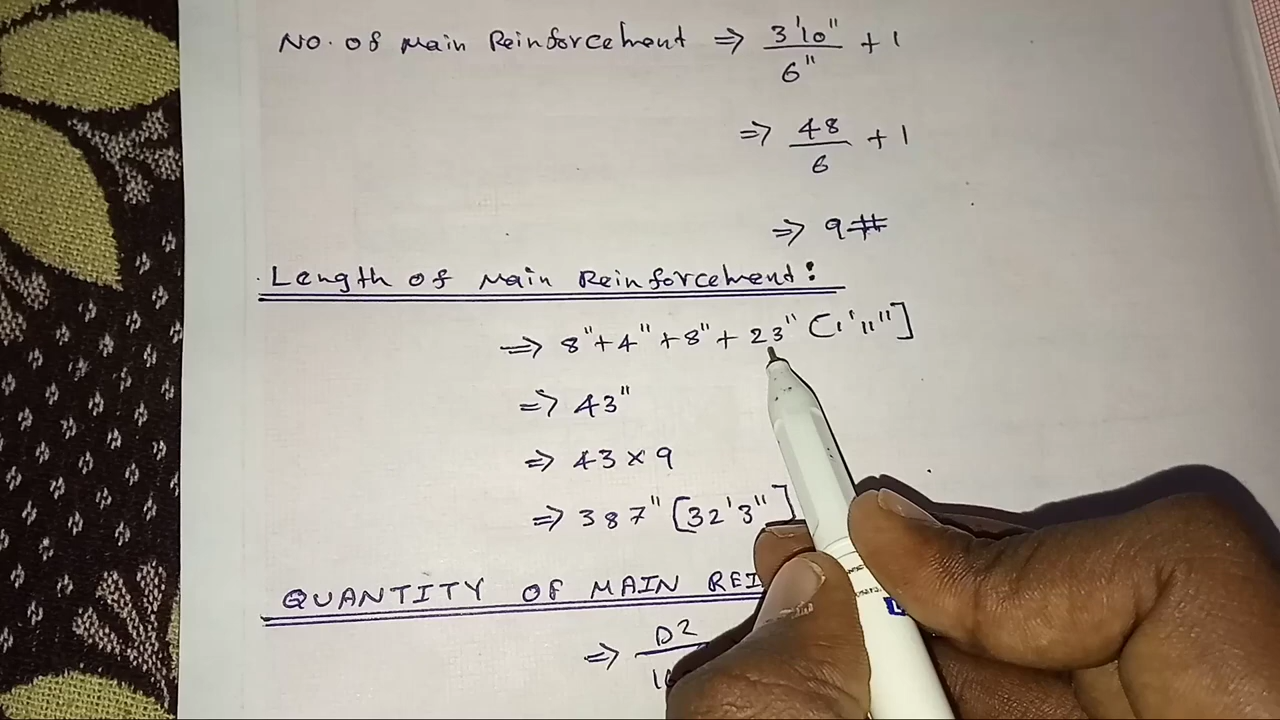 No. of Main Reinforcement ⇒ 3'10"/6" + 1
⇒ 48/6 + 1
⇒ 9#
Length of Main Reinforcement:
⇒ 8"+4"+8"+23" [1'11"]
⇒ 43"
⇒ 43×9
⇒ 387" [32'3"]
QUANTITY OF MAIN REI
⇒ D2